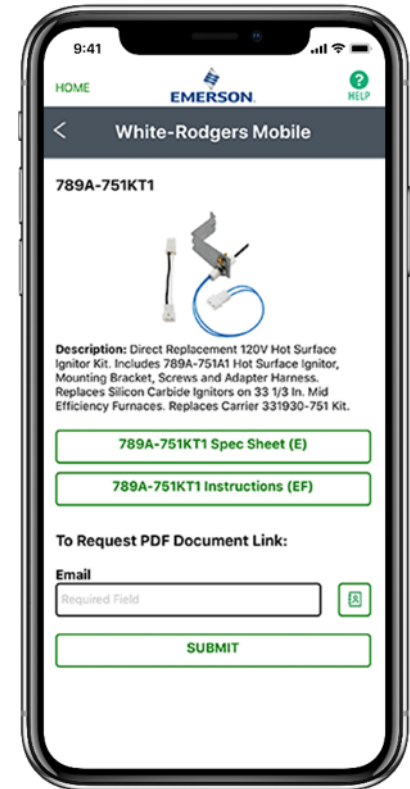 9:41
HOME
EMERSON.
?
HELP
< White-Rodgers Mobile
789A-751KT1
Description: Direct Replacement 120V Hot Surface
Ignitor Kit. Includes 789A-751A1 Hot Surface Ignitor,
Mounting Bracket, Screws and Adapter Harness.
Replaces Silicon Carbide Ignitors on 33 1/3 In. Mid
Efficiency Furnaces. Replaces Carrier 331930-751 Kit.
789A-751KT1 Spec Sheet (E)
789A-751KT1 Instructions (EF)
To Request PDF Document Link:
Email
Required Field
SUBMIT